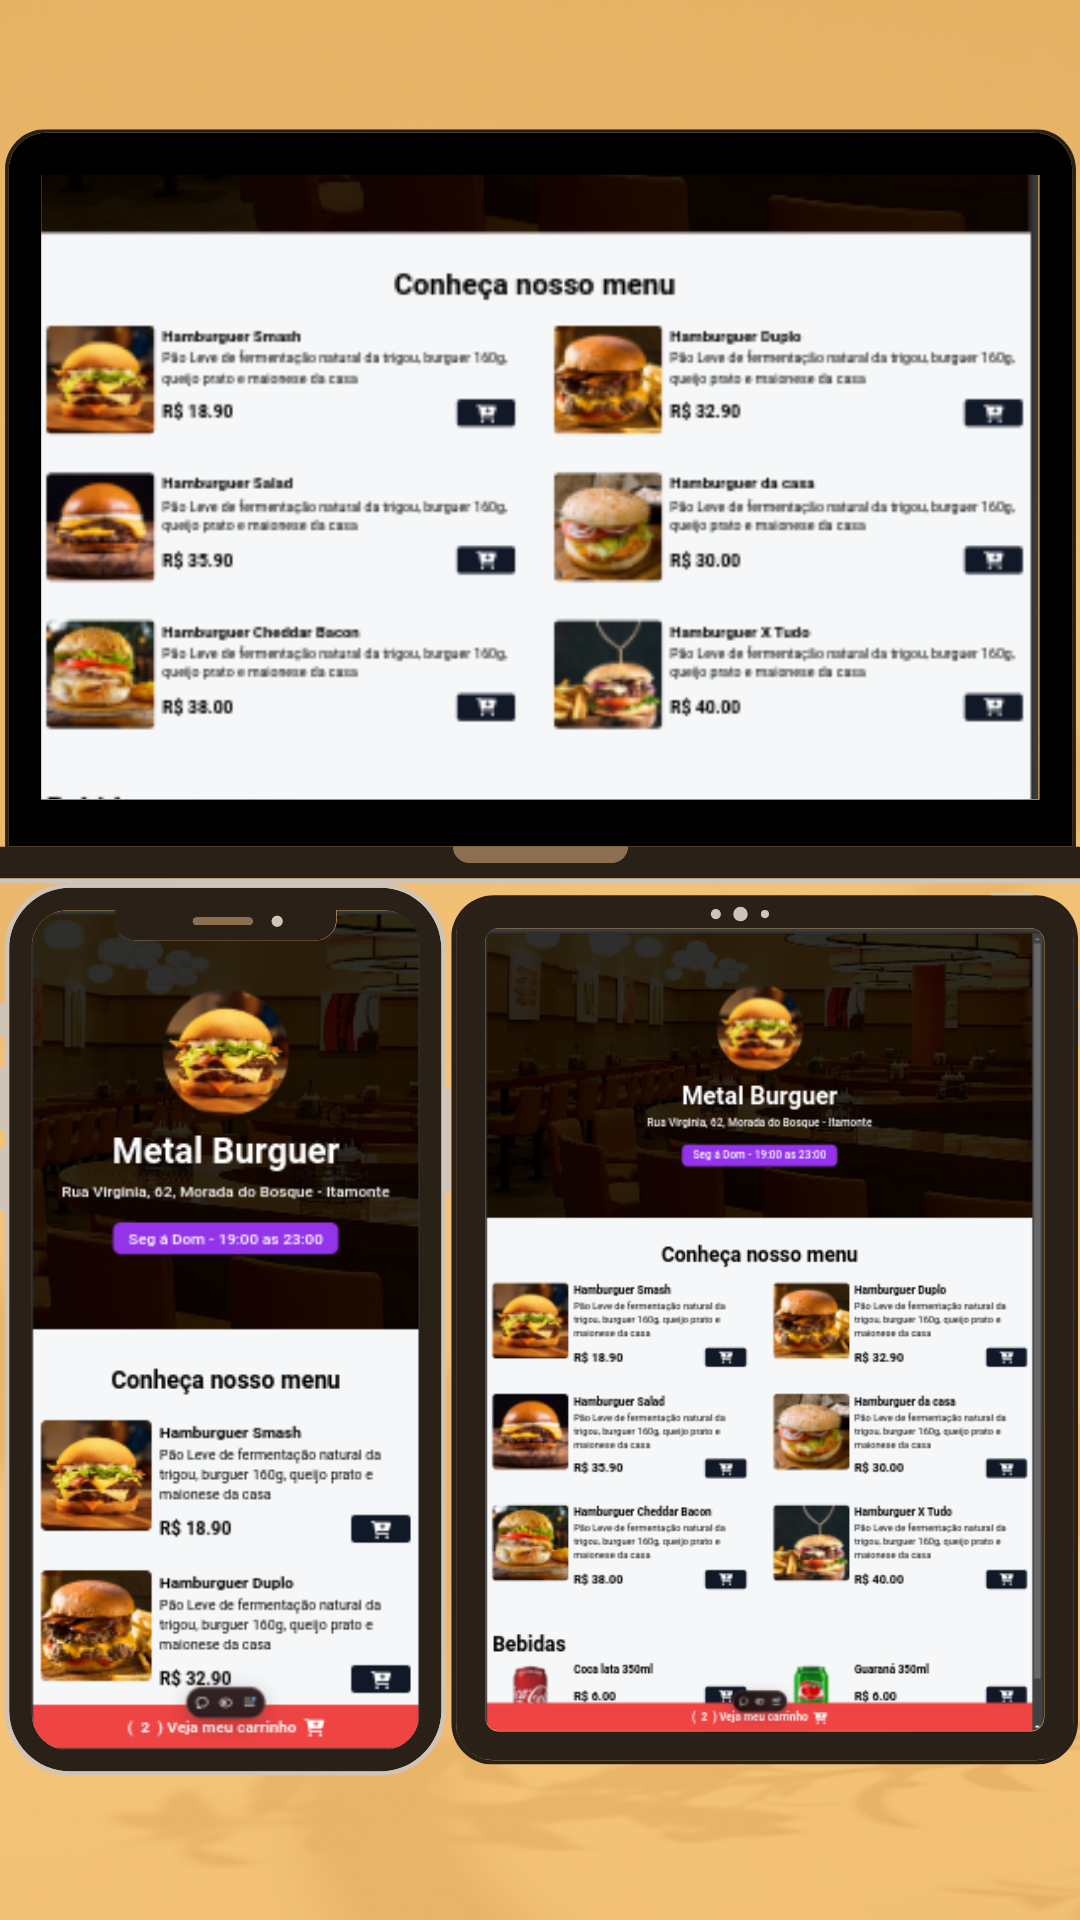 Conheça nosso menu
Hamburguer Smash
Pão Leve de fermentação natural da trigou, burguer 160g,
queijo prato e maionese da casa
R$ 18.90
Hamburguer Duplo
Pão Leve de fermentação natural da trigou, burguer 160g,
queijo prato e maionese da casa
R$ 32.90
Hamburguer Salad
Pão Leve de fermentação natural da trigou, burguer 160g,
queijo prato e maionese da casa
R$ 35.90
Hamburguer da casa
Pão Leve de fermentação natural da trigou, burguer 160g,
queijo prato e maionese da casa
R$ 30.00
Hamburguer Cheddar Bacon
Pão Leve de fermentação natural da trigou, burguer 160g,
queijo prato e maionese da casa
R$ 38.00
Hamburguer X Tudo
Pão Leve de fermentação natural da trigou, burguer 160g,
queijo prato e maionese da casa
R$ 40.00
Metal Burguer
Rua Virginia, 62, Morada do Bosque - Itamonte
Seg á Dom - 19:00 as 23:00
Conheça nosso menu
Hamburguer Smash
Pão Leve de fermentação natural da
trigou, burguer 160g, queijo prato e
maionese da casa
R$ 18.90
Hamburguer Duplo
Pão Leve de fermentação natural da
trigou, burguer 160g, queijo prato e
maionese da casa
R$ 32.90
( 2 ) Veja meu carrinho
Metal Burguer
Rua Virginia, 62, Morada do Bosque - Itamonte
Seg á Dom - 19:00 as 23:00
Conheça nosso menu
Hamburguer Smash
Pão Leve de fermentação natural da
trigou, burguer 160g, queijo prato e
maionese da casa
R$ 18.90
Hamburguer Duplo
Pão Leve de fermentação natural da
trigou, burguer 160g, queijo prato e
maionese da casa
R$ 32.90
Hamburguer Salad
Pão Leve de fermentação natural da
trigou, burguer 160g, queijo prato e
maionese da casa
R$ 35.90
Hamburguer da casa
Pão Leve de fermentação natural da
trigou, burguer 160g, queijo prato e
maionese da casa
R$ 30.00
Hamburguer Cheddar Bacon
Pão Leve de fermentação natural da
trigou, burguer 160g, queijo prato e
maionese da casa
R$ 38.00
Hamburguer X Tudo
Pão Leve de fermentação natural da
trigou, burguer 160g, queijo prato e
maionese da casa
R$ 40.00
Bebidas
Coca lata 350ml
R$ 6.00
Guaraná 350ml
R$ 6.00
( 2 ) Veja meu carrinho